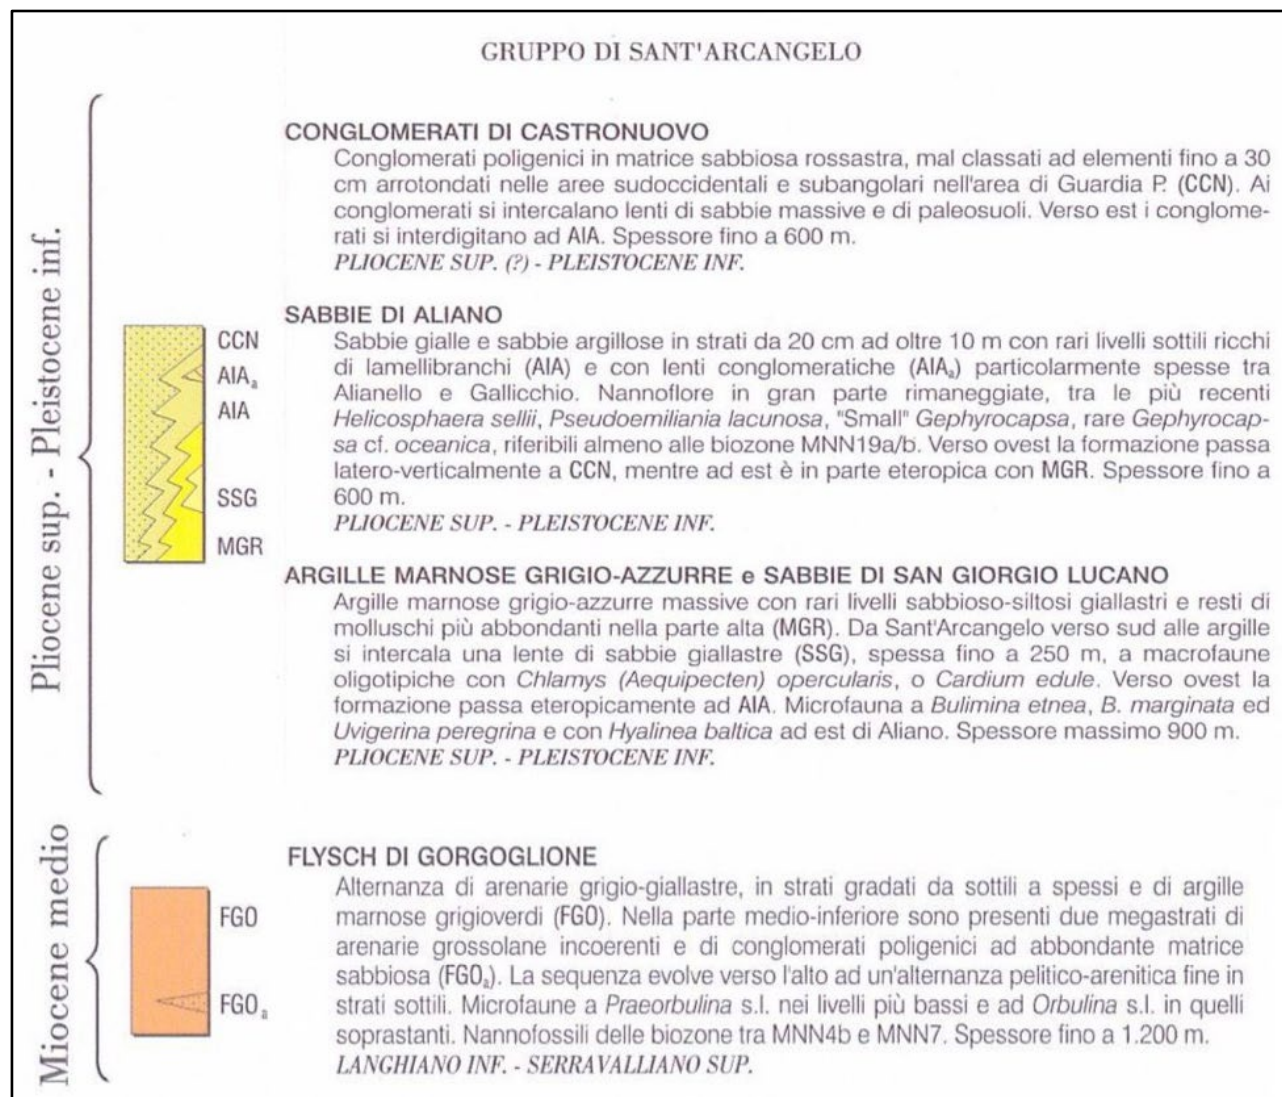 GRUPPO DI SANT'ARCANGELO
Pliocene sup. - Pleistocene inf.
CCN
AIAa
AIA
SSG
MGR
CONGLOMERATI DI CASTRONUOVO
Conglomerati poligenici in matrice sabbiosa rossastra, mal classati ad elementi fino a 30
cm arrotondati nelle aree sudoccidentali e subangolari nell'area di Guardia P. (CCN). Ai
conglomerati si intercalano lenti di sabbie massive e di paleosuoli. Verso est i conglome-
rati si interdigitano ad AIA. Spessore fino a 600 m.
PLIOCENE SUP. (?) - PLEISTOCENE INF.
SABBIE DI ALIANO
Sabbie gialle e sabbie argillose in strati da 20 cm ad oltre 10 m con rari livelli sottili ricchi
di lamellibranchi (AIA) e con lenti conglomeratiche (AIAa) particolarmente spesse tra
Alianello e Gallicchio. Nannoflore in gran parte rimaneggiate, tra le più recenti
Helicosphaera sellii, Pseudoemiliania lacunosa, "Small" Gephyrocapsa, rare Gephyrocap-
sa cf. oceanica, riferibili almeno alle biozone MNN19a/b. Verso ovest la formazione passa
latero-verticalmente a CCN, mentre ad est è in parte eteropica con MGR. Spessore fino a
600 m.
PLIOCENE SUP. - PLEISTOCENE INF.
ARGILLE MARNOSE GRIGIO-AZZURRE e SABBIE DI SAN GIORGIO LUCANO
Argille marnose grigio-azzurre massive con rari livelli sabbioso-siltosi giallastri e resti di
molluschi più abbondanti nella parte alta (MGR). Da Sant'Arcangelo verso sud alle argille
si intercala una lente di sabbie giallastre (SSG), spessa fino a 250 m, a macrofaune
oligotipiche con Chlamys (Aequipecten) opercularis, o Cardium edule. Verso ovest la
formazione passa eteropicamente ad AIA. Microfauna a Bulimina etnea, B. marginata ed
Uvigerina peregrina e con Hyalinea baltica ad est di Aliano. Spessore massimo 900 m.
PLIOCENE SUP. - PLEISTOCENE INF.
Miocene medio
FGO
FGOa
FLYSCH DI GORGOGLIONE
Alternanza di arenarie grigio-giallastre, in strati gradati da sottili a spessi e di argille
marnose grigioverdi (FGO). Nella parte medio-inferiore sono presenti due megastrati di
arenarie grossolane incoerenti e di conglomerati poligenici ad abbondante matrice
sabbiosa (FGOa). La sequenza evolve verso l'alto ad un'alternanza pelitico-arenitica fine in
strati sottili. Microfaune a Praeorbulina s.l. nei livelli più bassi e ad Orbulina s.l. in quelli
soprastanti. Nannofossili delle biozone tra MNN4b e MNN7. Spessore fino a 1.200 m.
LANGHIANO INF. - SERRAVALLIANO SUP.